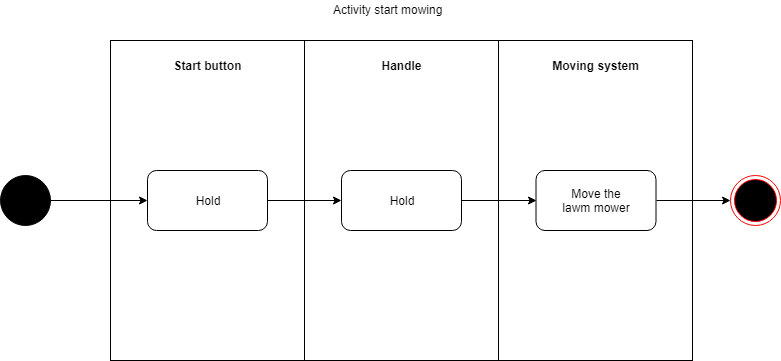 Activity start mowing
Start button
Handle
Moving system
Hold
Hold
Move the
lawm mower